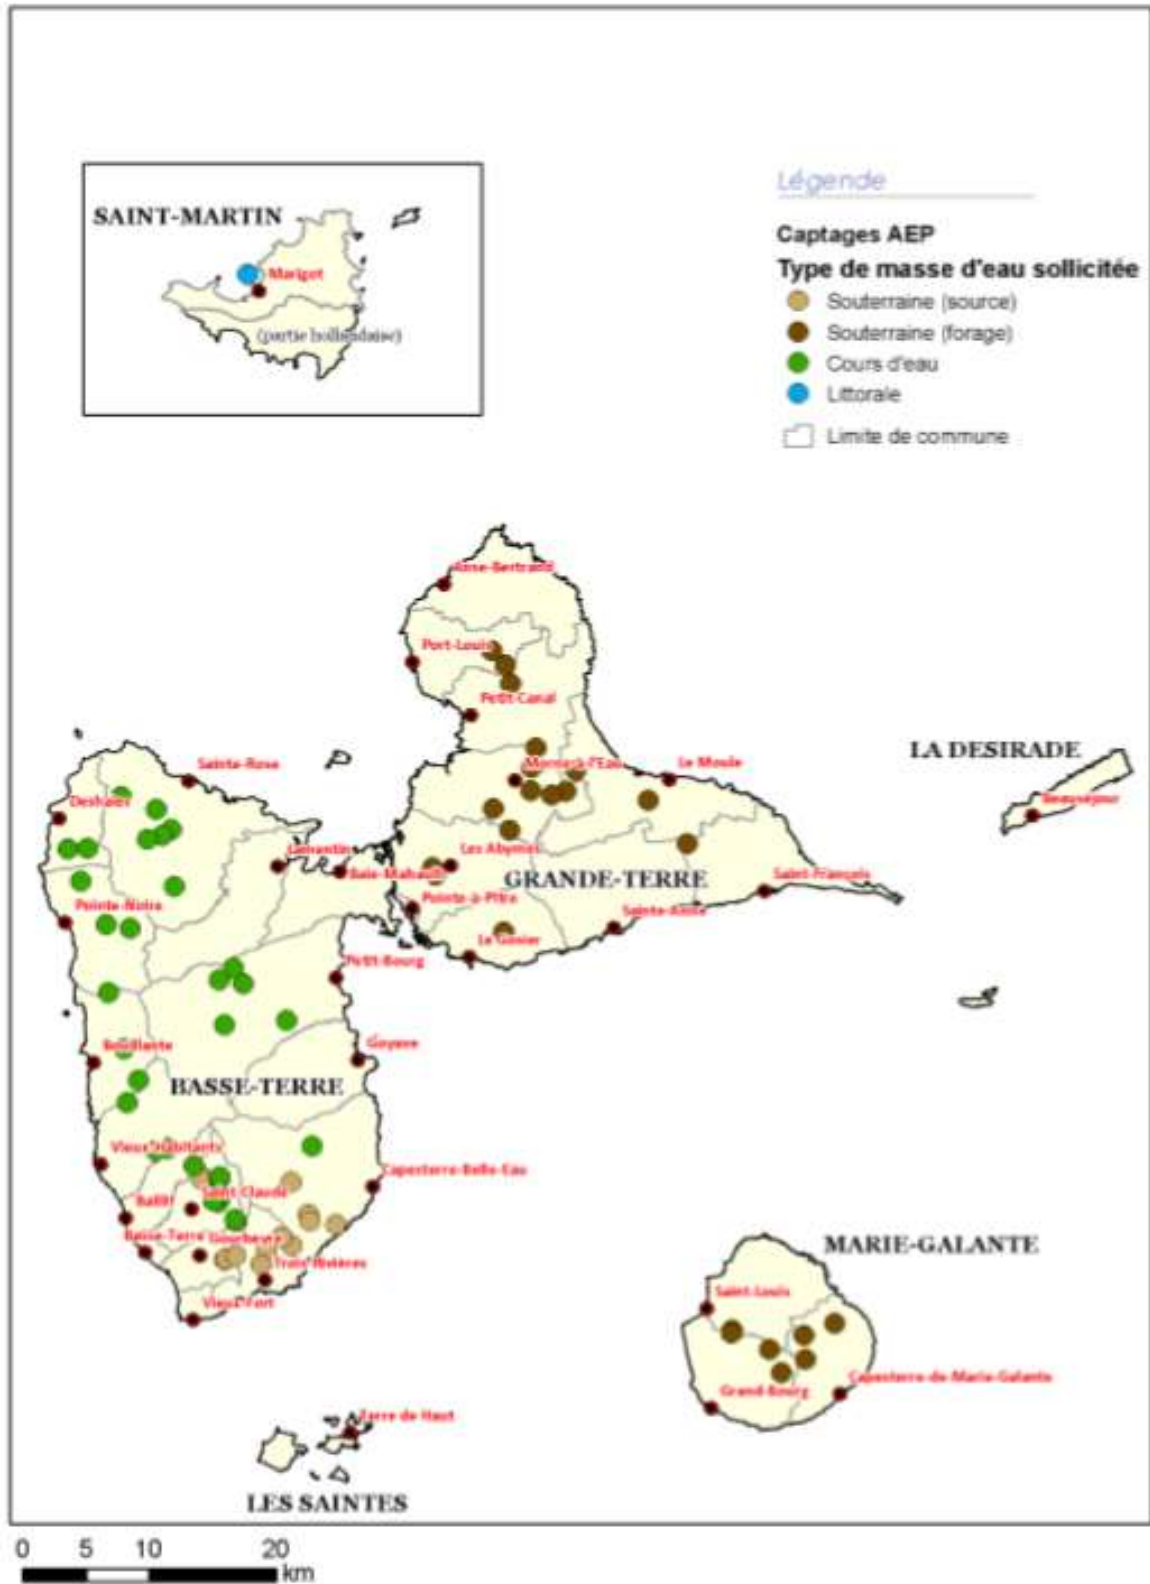 Légende
SAINT-MARTIN
Captages AEP
Type de masse d'eau sollicitée
Marigot
Souterraine (source)
(partie hollandaise)
Souterraine (forage)
Cours d'eau
Littorale
Limite de commune
Anse-Bertrand
Port-Louis
Petit-Canal
LA DESIRADE
Sainte-Rose
Morne-à-l'Eau
Le Moule
Deshaies
Beauséjour
Lamentin
Les Abymes
Baie-Mahault
GRANDE-TERRE
Saint-François
Pointe-Noire
Pointe-à-Pitre
Sainte-Anne
Le Gosier
Petit-Bourg
Bouillante
Goyave
BASSE-TERRE
Vieux-Habitants
Capesterre-Belle-Eau
Baillif
Saint Claude
Basse-Terre
Gourbeyre
MARIE-GALANTE
Trois-Rivières
Saint-Louis
Vieux-Fort
Capesterre-de-Marie-Galante
Grand-Bourg
Terre de Haut
LES SAINTES
0 5 10 20
km